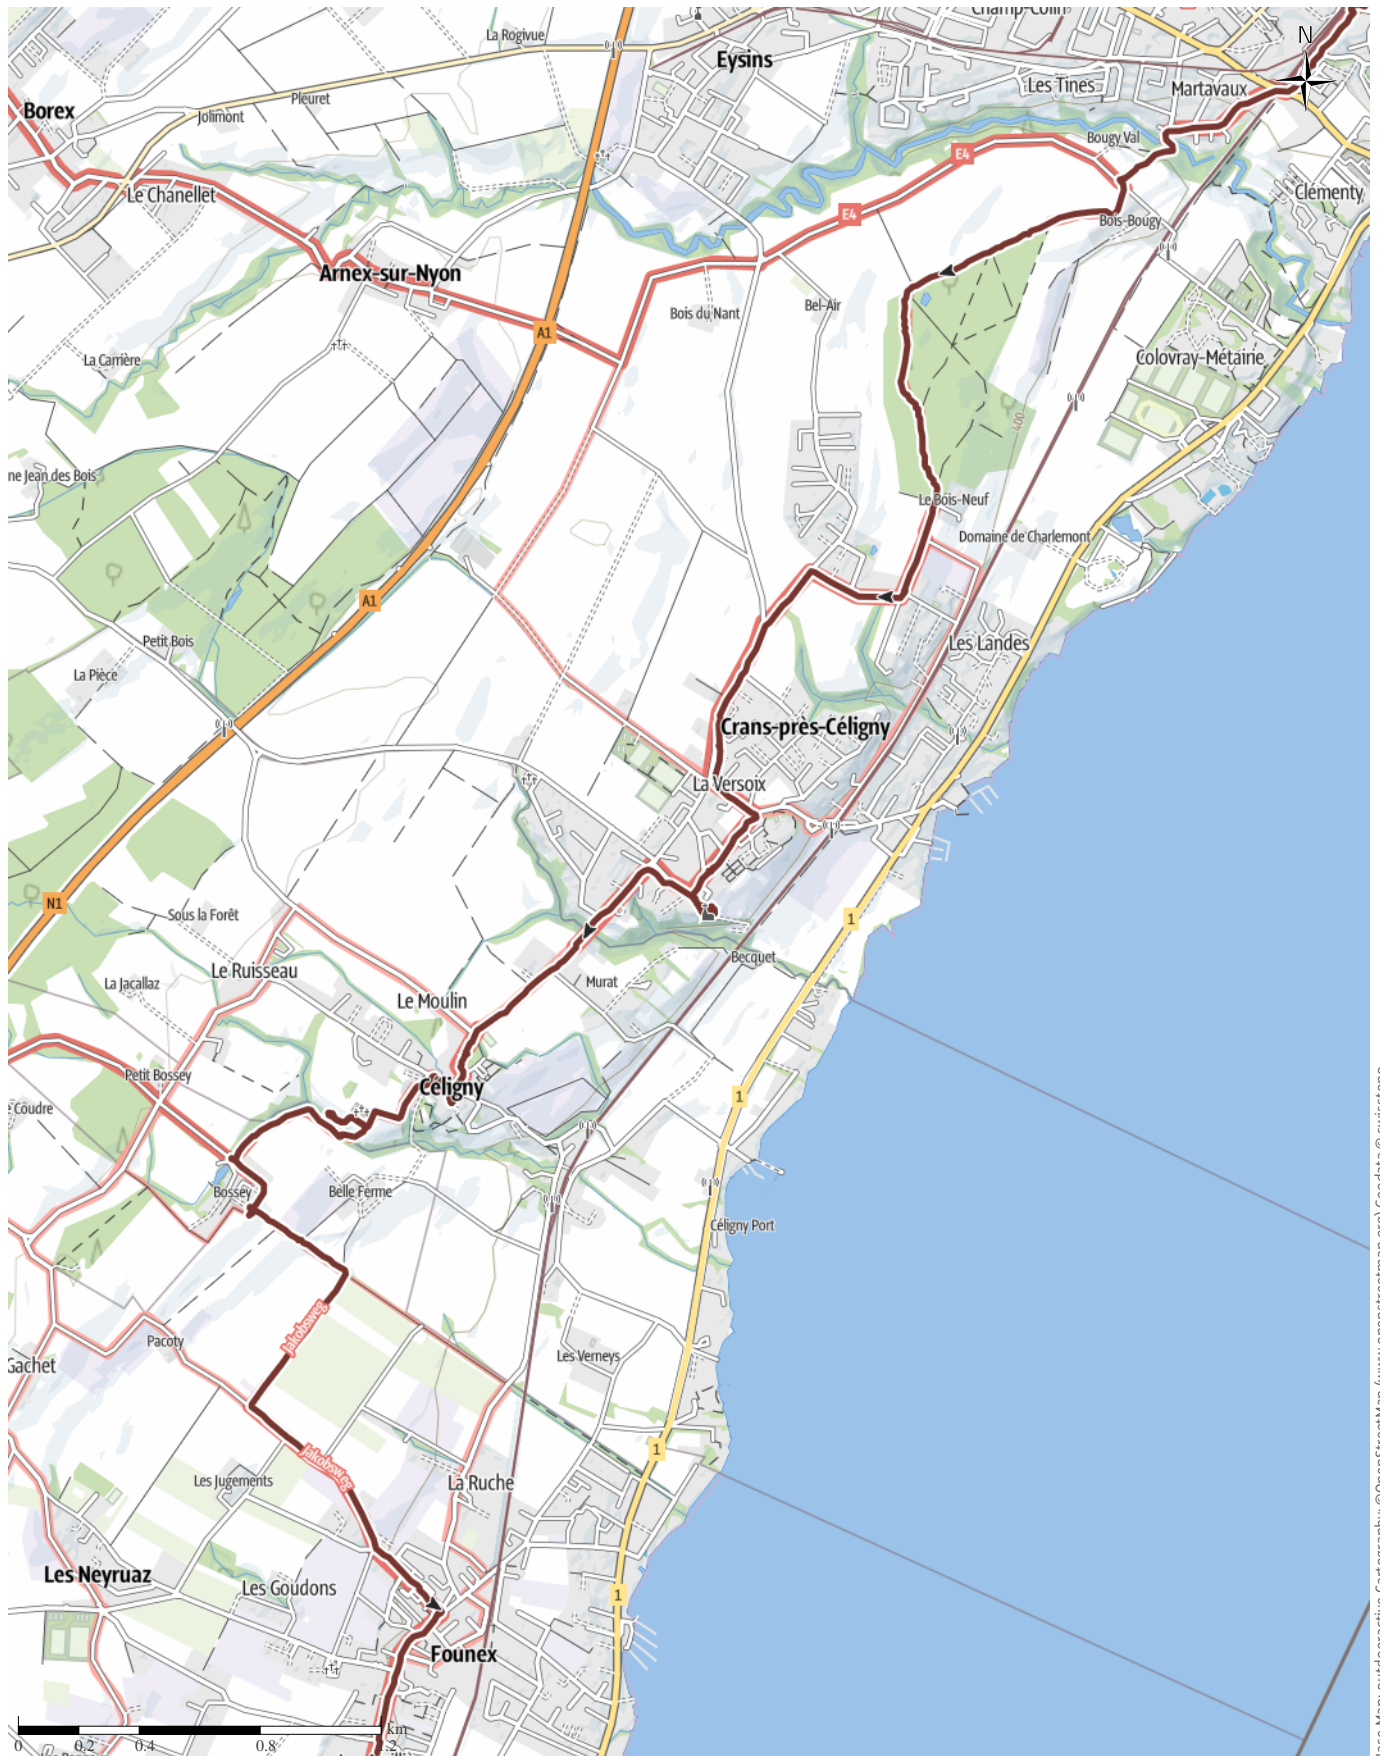 Champ-Colin
La Rogivue
N
Eysins
Les Tines
Martavaux
Pleuret
Borex
Jolimont
Bougy Val
E4
Le Chanellet
Clémenty
E4
Bois-Bougy
Arnex-sur-Nyon
Bel-Air
Bois du Nant
A1
La Carrière
Colovray-Métairie
400
ne Jean des Bois
Le Bois-Neuf
Domaine de Charlemont
A1
Petit Bois
Les Landes
La Pièce
Crans-près-Céligny
La Versoix
N1
Sous la Forêt
1
Becquet
Le Ruisseau
La Jacallaz
Murat
Le Moulin
Petit Bossey
Céligny
1
Coudre
Bossey
Belle Ferme
Céligny Port
Jakobsweg
Pacoty
Les Verneys
Gachet
1
Jakobsweg
Les Jugements
La Ruche
Les Neyruaz
Les Goudons
1
Founex
km
0
0.2
0.4
0.8